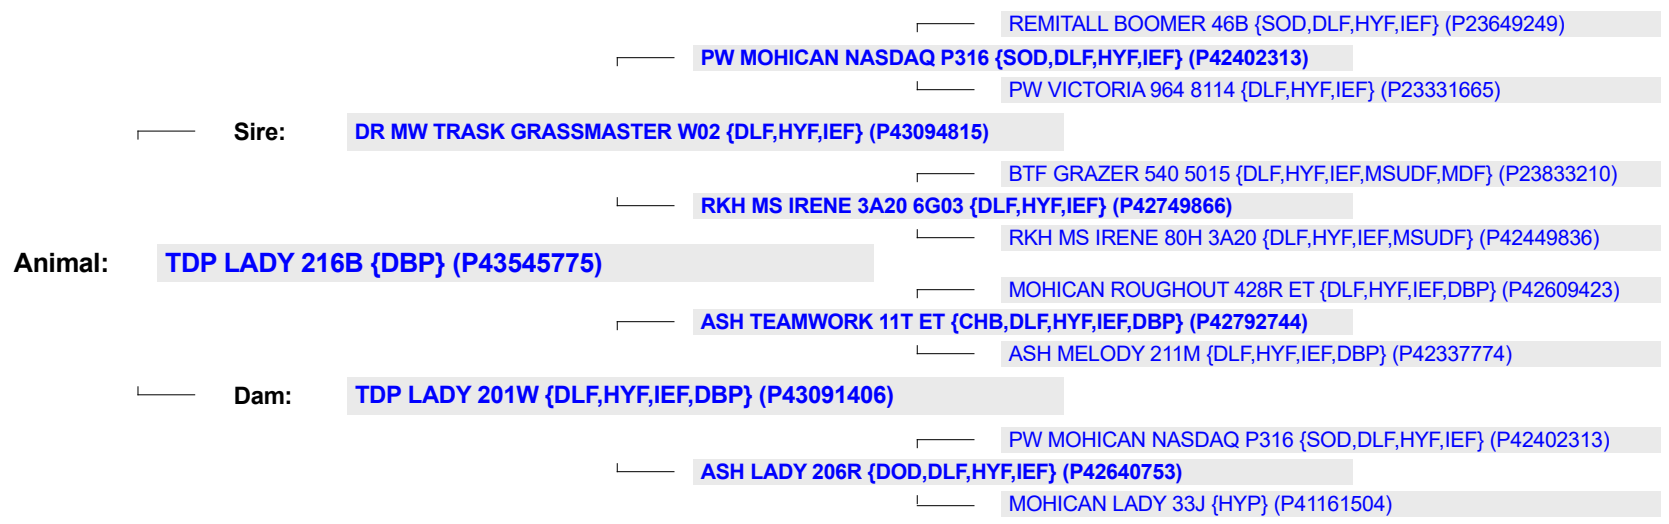 REMITALL BOOMER 46B {SOD,DLF,HYF,IEF} (P23649249)
PW MOHICAN NASDAQ P316 {SOD,DLF,HYF,IEF} (P42402313)
PW VICTORIA 964 8114 {DLF,HYF,IEF} (P23331665)
Sire: DR MW TRASK GRASSMASTER W02 {DLF,HYF,IEF} (P43094815)
BTF GRAZER 540 5015 {DLF,HYF,IEF,MSUDF,MDF} (P23833210)
RKH MS IRENE 3A20 6G03 {DLF,HYF,IEF} (P42749866)
RKH MS IRENE 80H 3A20 {DLF,HYF,IEF,MSUDF} (P42449836)
Animal: TDP LADY 216B {DBP} (P43545775)
MOHICAN ROUGHOUT 428R ET {DLF,HYF,IEF,DBP} (P42609423)
ASH TEAMWORK 11T ET {CHB,DLF,HYF,IEF,DBP} (P42792744)
ASH MELODY 211M {DLF,HYF,IEF,DBP} (P42337774)
Dam: TDP LADY 201W {DLF,HYF,IEF,DBP} (P43091406)
PW MOHICAN NASDAQ P316 {SOD,DLF,HYF,IEF} (P42402313)
ASH LADY 206R {DOD,DLF,HYF,IEF} (P42640753)
MOHICAN LADY 33J {HYP} (P41161504)